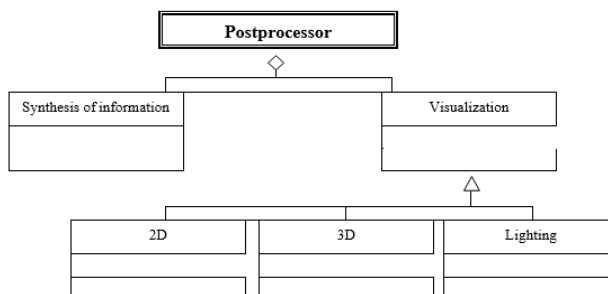 Postprocessor
Synthesis of information
Visualization
2D
3D
Lighting